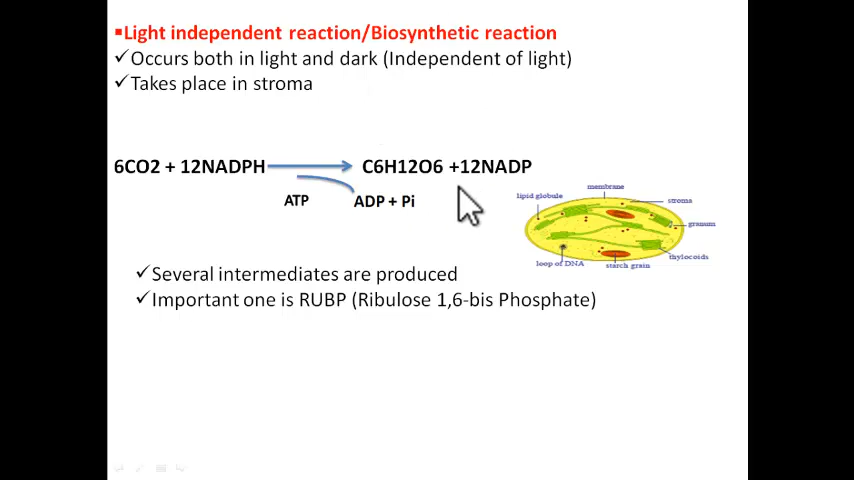 ▪Light independent reaction/Biosynthetic reaction
✓Occurs both in light and dark (Independent of light)
✓Takes place in stroma
6CO2 + 12NADPH C6H12O6 +12NADP
ATP ADP + Pi
membrane
lipid globule
stroma
granum
thylocoids
loop of DNA
starch grain
✓Several intermediates are produced
✓Important one is RUBP (Ribulose 1,6-bis Phosphate)